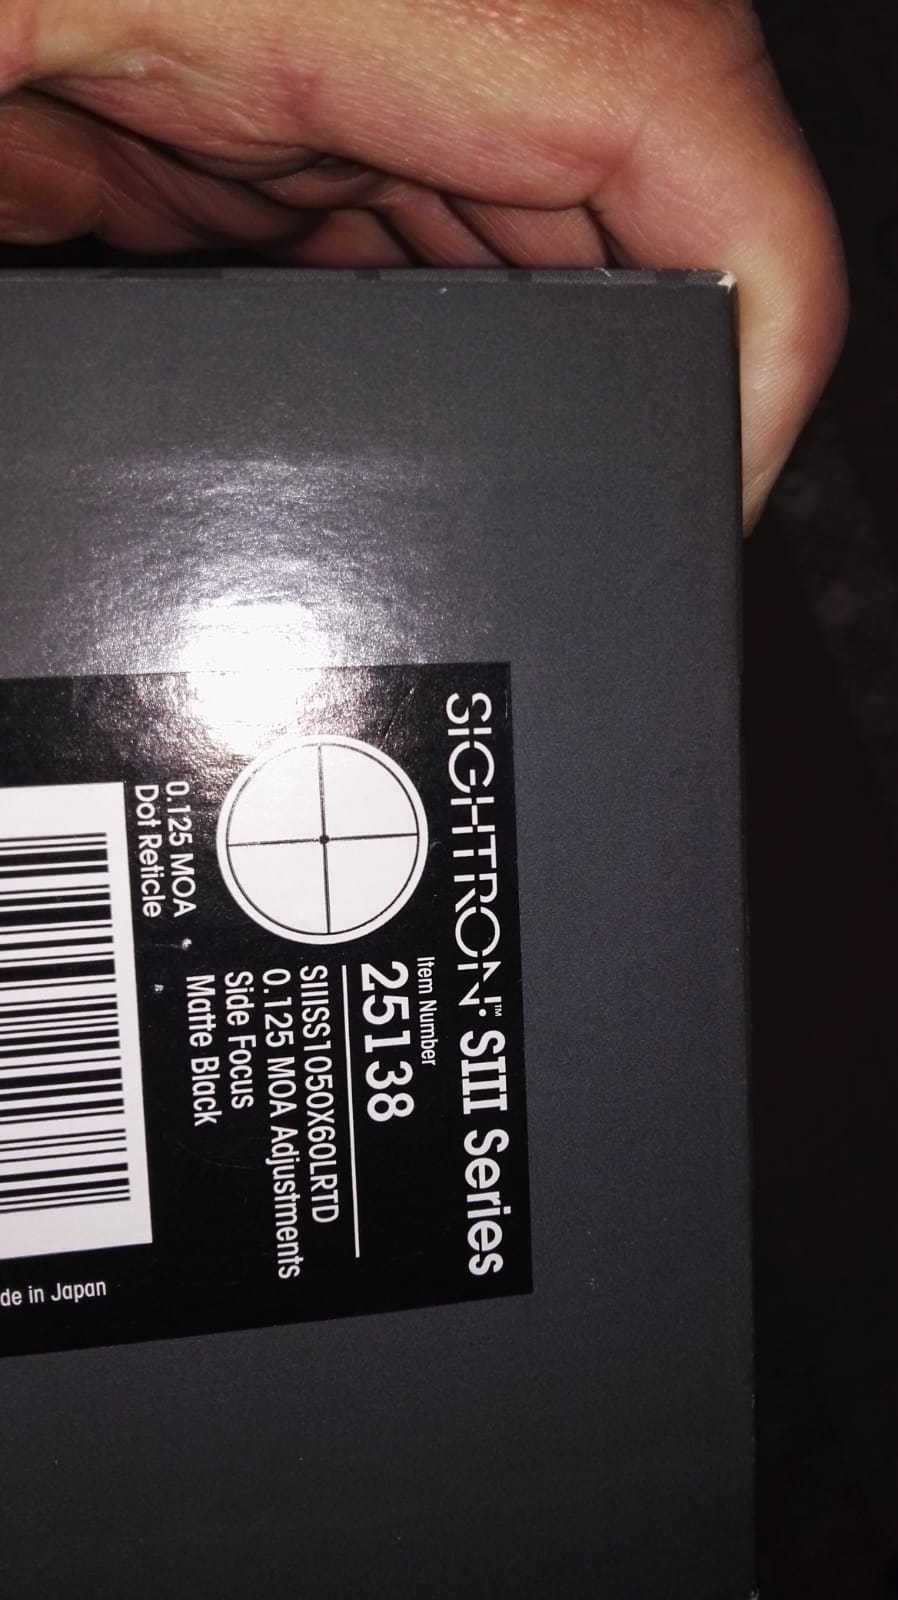 SIGHTRON™ SIII Series
Item Number
25138
SIIISS1050X60LRTD
0.125 MOA Adjustments
Side Focus
Matte Black
0.125 MOA
Dot Reticle
de in Japan